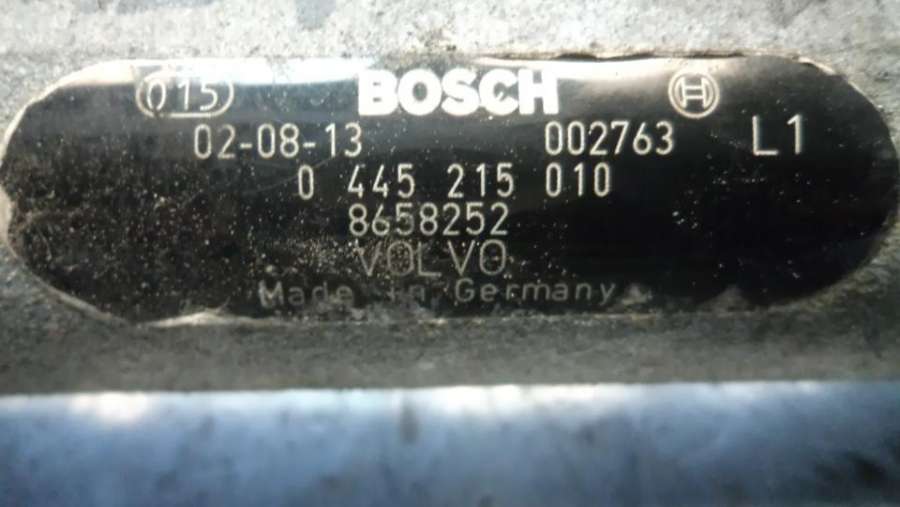 015 BOSCH H
02-08-13 002763 L1
0 445 215 010
8658252
VOLVO
Made in Germany